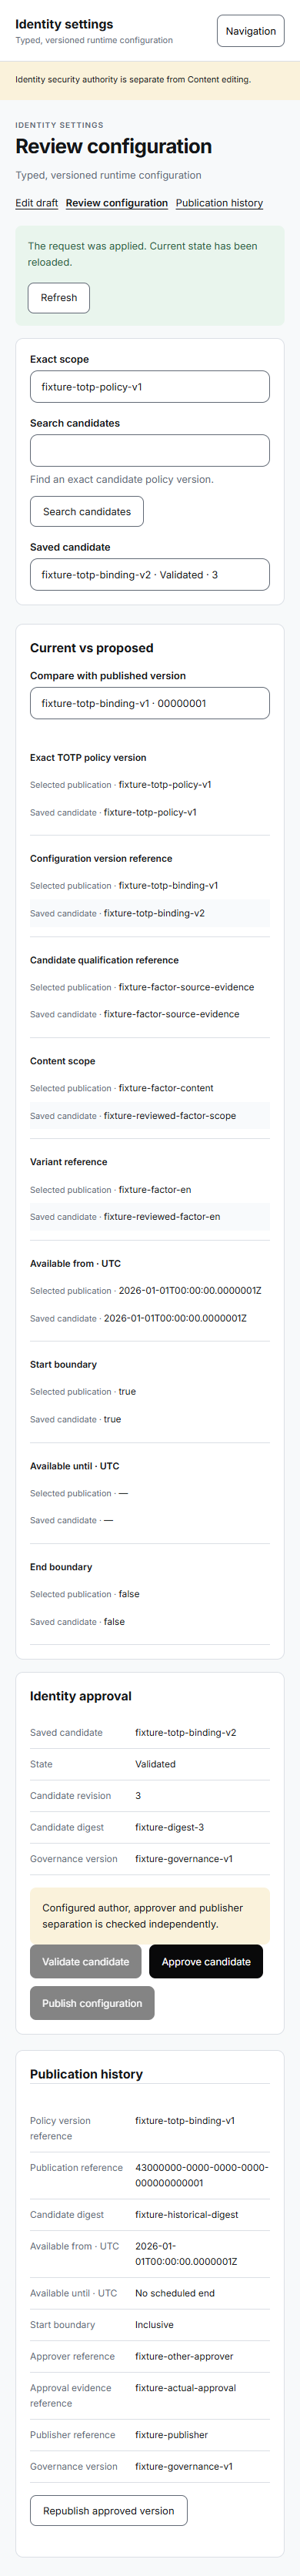 Identity settings
Typed, versioned runtime configuration
Navigation
Identity security authority is separate from Content editing.
IDENTITY SETTINGS
Review configuration
Typed, versioned runtime configuration
Edit draft Review configuration Publication history
The request was applied. Current state has been
reloaded.
Refresh
Exact scope
fixture-totp-policy-v1
Search candidates
Find an exact candidate policy version.
Search candidates
Saved candidate
fixture-totp-binding-v2 · Validated · 3
Current vs proposed
Compare with published version
fixture-totp-binding-v1 · 00000001
Exact TOTP policy version
Selected publication · fixture-totp-policy-v1
Saved candidate · fixture-totp-policy-v1
Configuration version reference
Selected publication · fixture-totp-binding-v1
Saved candidate · fixture-totp-binding-v2
Candidate qualification reference
Selected publication · fixture-factor-source-evidence
Saved candidate · fixture-factor-source-evidence
Content scope
Selected publication · fixture-factor-content
Saved candidate · fixture-reviewed-factor-scope
Variant reference
Selected publication · fixture-factor-en
Saved candidate · fixture-reviewed-factor-en
Available from · UTC
Selected publication · 2026-01-01T00:00:00.0000001Z
Saved candidate · 2026-01-01T00:00:00.0000001Z
Start boundary
Selected publication · true
Saved candidate · true
Available until · UTC
Selected publication · —
Saved candidate · —
End boundary
Selected publication · false
Saved candidate · false
Identity approval
Saved candidate fixture-totp-binding-v2
State Validated
Candidate revision 3
Candidate digest fixture-digest-3
Governance version fixture-governance-v1
Configured author, approver and publisher
separation is checked independently.
Validate candidate Approve candidate
Publish configuration
Publication history
Policy version fixture-totp-binding-v1
reference
Publication reference 43000000-0000-0000-0000-
000000000001
Candidate digest fixture-historical-digest
Available from · UTC 2026-01-
01T00:00:00.0000001Z
Available until · UTC No scheduled end
Start boundary Inclusive
Approver reference fixture-other-approver
Approval evidence fixture-actual-approval
reference
Publisher reference fixture-publisher
Governance version fixture-governance-v1
Republish approved version